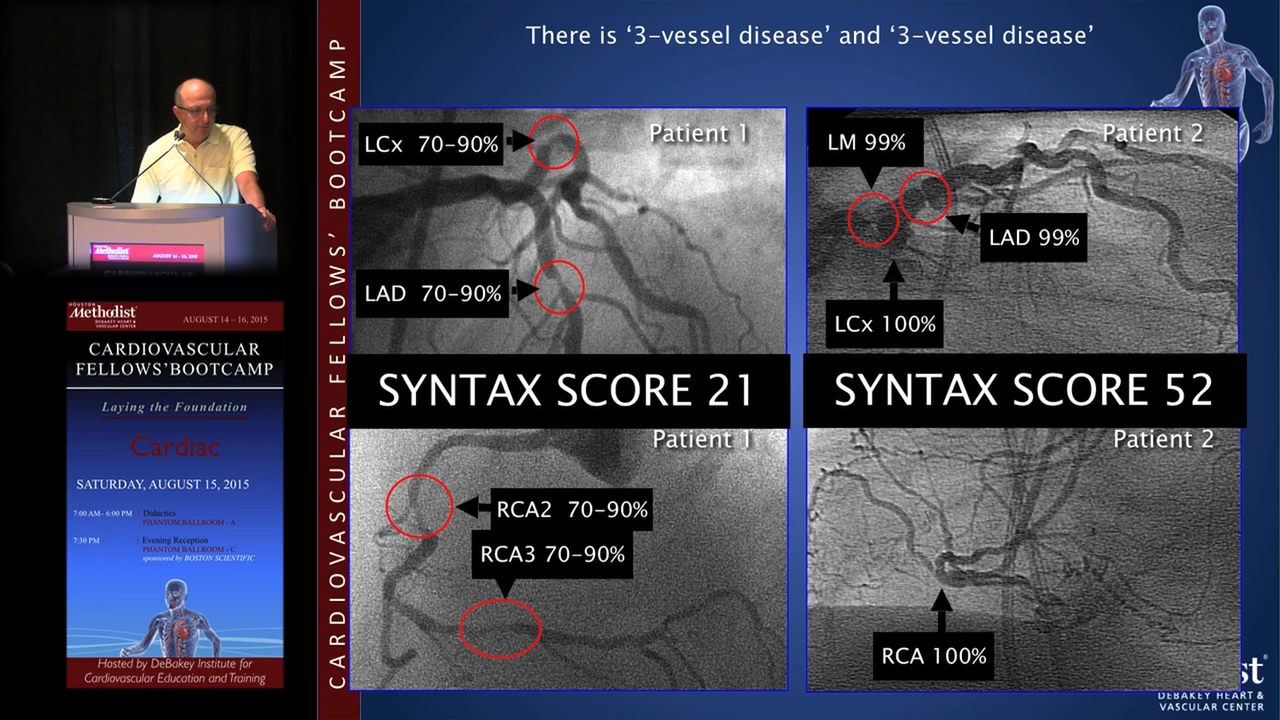 There is ‘3-vessel disease’ and ‘3-vessel disease’
CARDIOVASCULAR FELLOWS’ BOOTCAMP
Patient 1
LCx 70-90%
LAD 70-90%
SYNTAX SCORE 21
Patient 1
RCA2 70-90%
RCA3 70-90%
Patient 2
LM 99%
LAD 99%
LCx 100%
SYNTAX SCORE 52
Patient 2
RCA 100%
DEBAKEY HEART &
VASCULAR CENTER
Methodist
AUGUST 14 - 16, 2015
HOUSTON
Methodist
DEBAKEY HEART &
VASCULAR CENTER
AUGUST 14 – 16, 2015
CARDIOVASCULAR
FELLOWS’BOOTCAMP
Laying the Foundation
Cardiac
SATURDAY, AUGUST 15, 2015
7:00 AM– 6:00 PM Didactics
PHANTOM BALLROOM - A
7:30 PM Evening Reception
PHANTOM BALLROOM - C
sponsored by BOSTON SCIENTIFIC
Hosted by DeBakey Institute for
Cardiovascular Education and Training